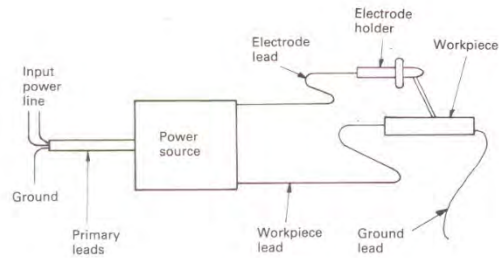 Electrode
holder
Electrode
lead
Workpiece
Input
power
line
Power
source
Ground
Primary
leads
Workpiece
lead
Ground
lead